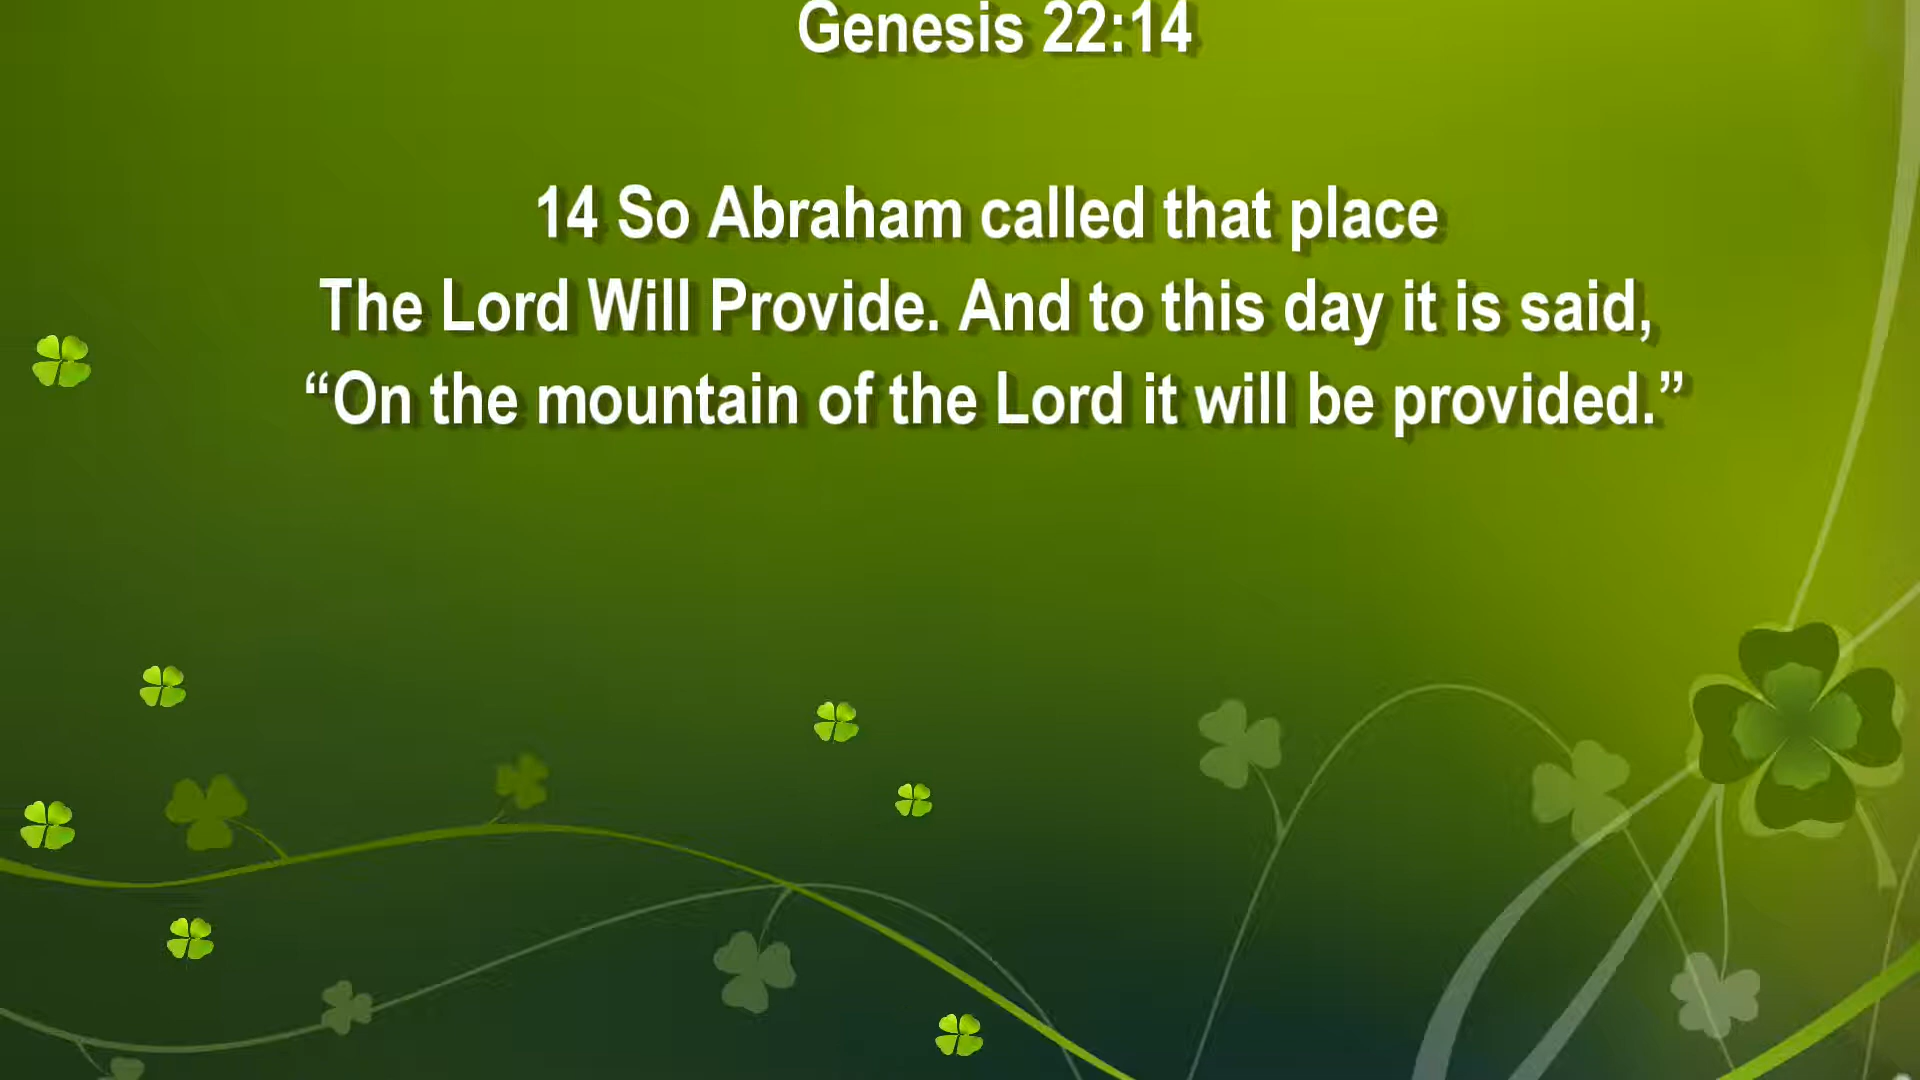 Genesis 22:14
14 So Abraham called that place
The Lord Will Provide. And to this day it is said,
“On the mountain of the Lord it will be provided.”